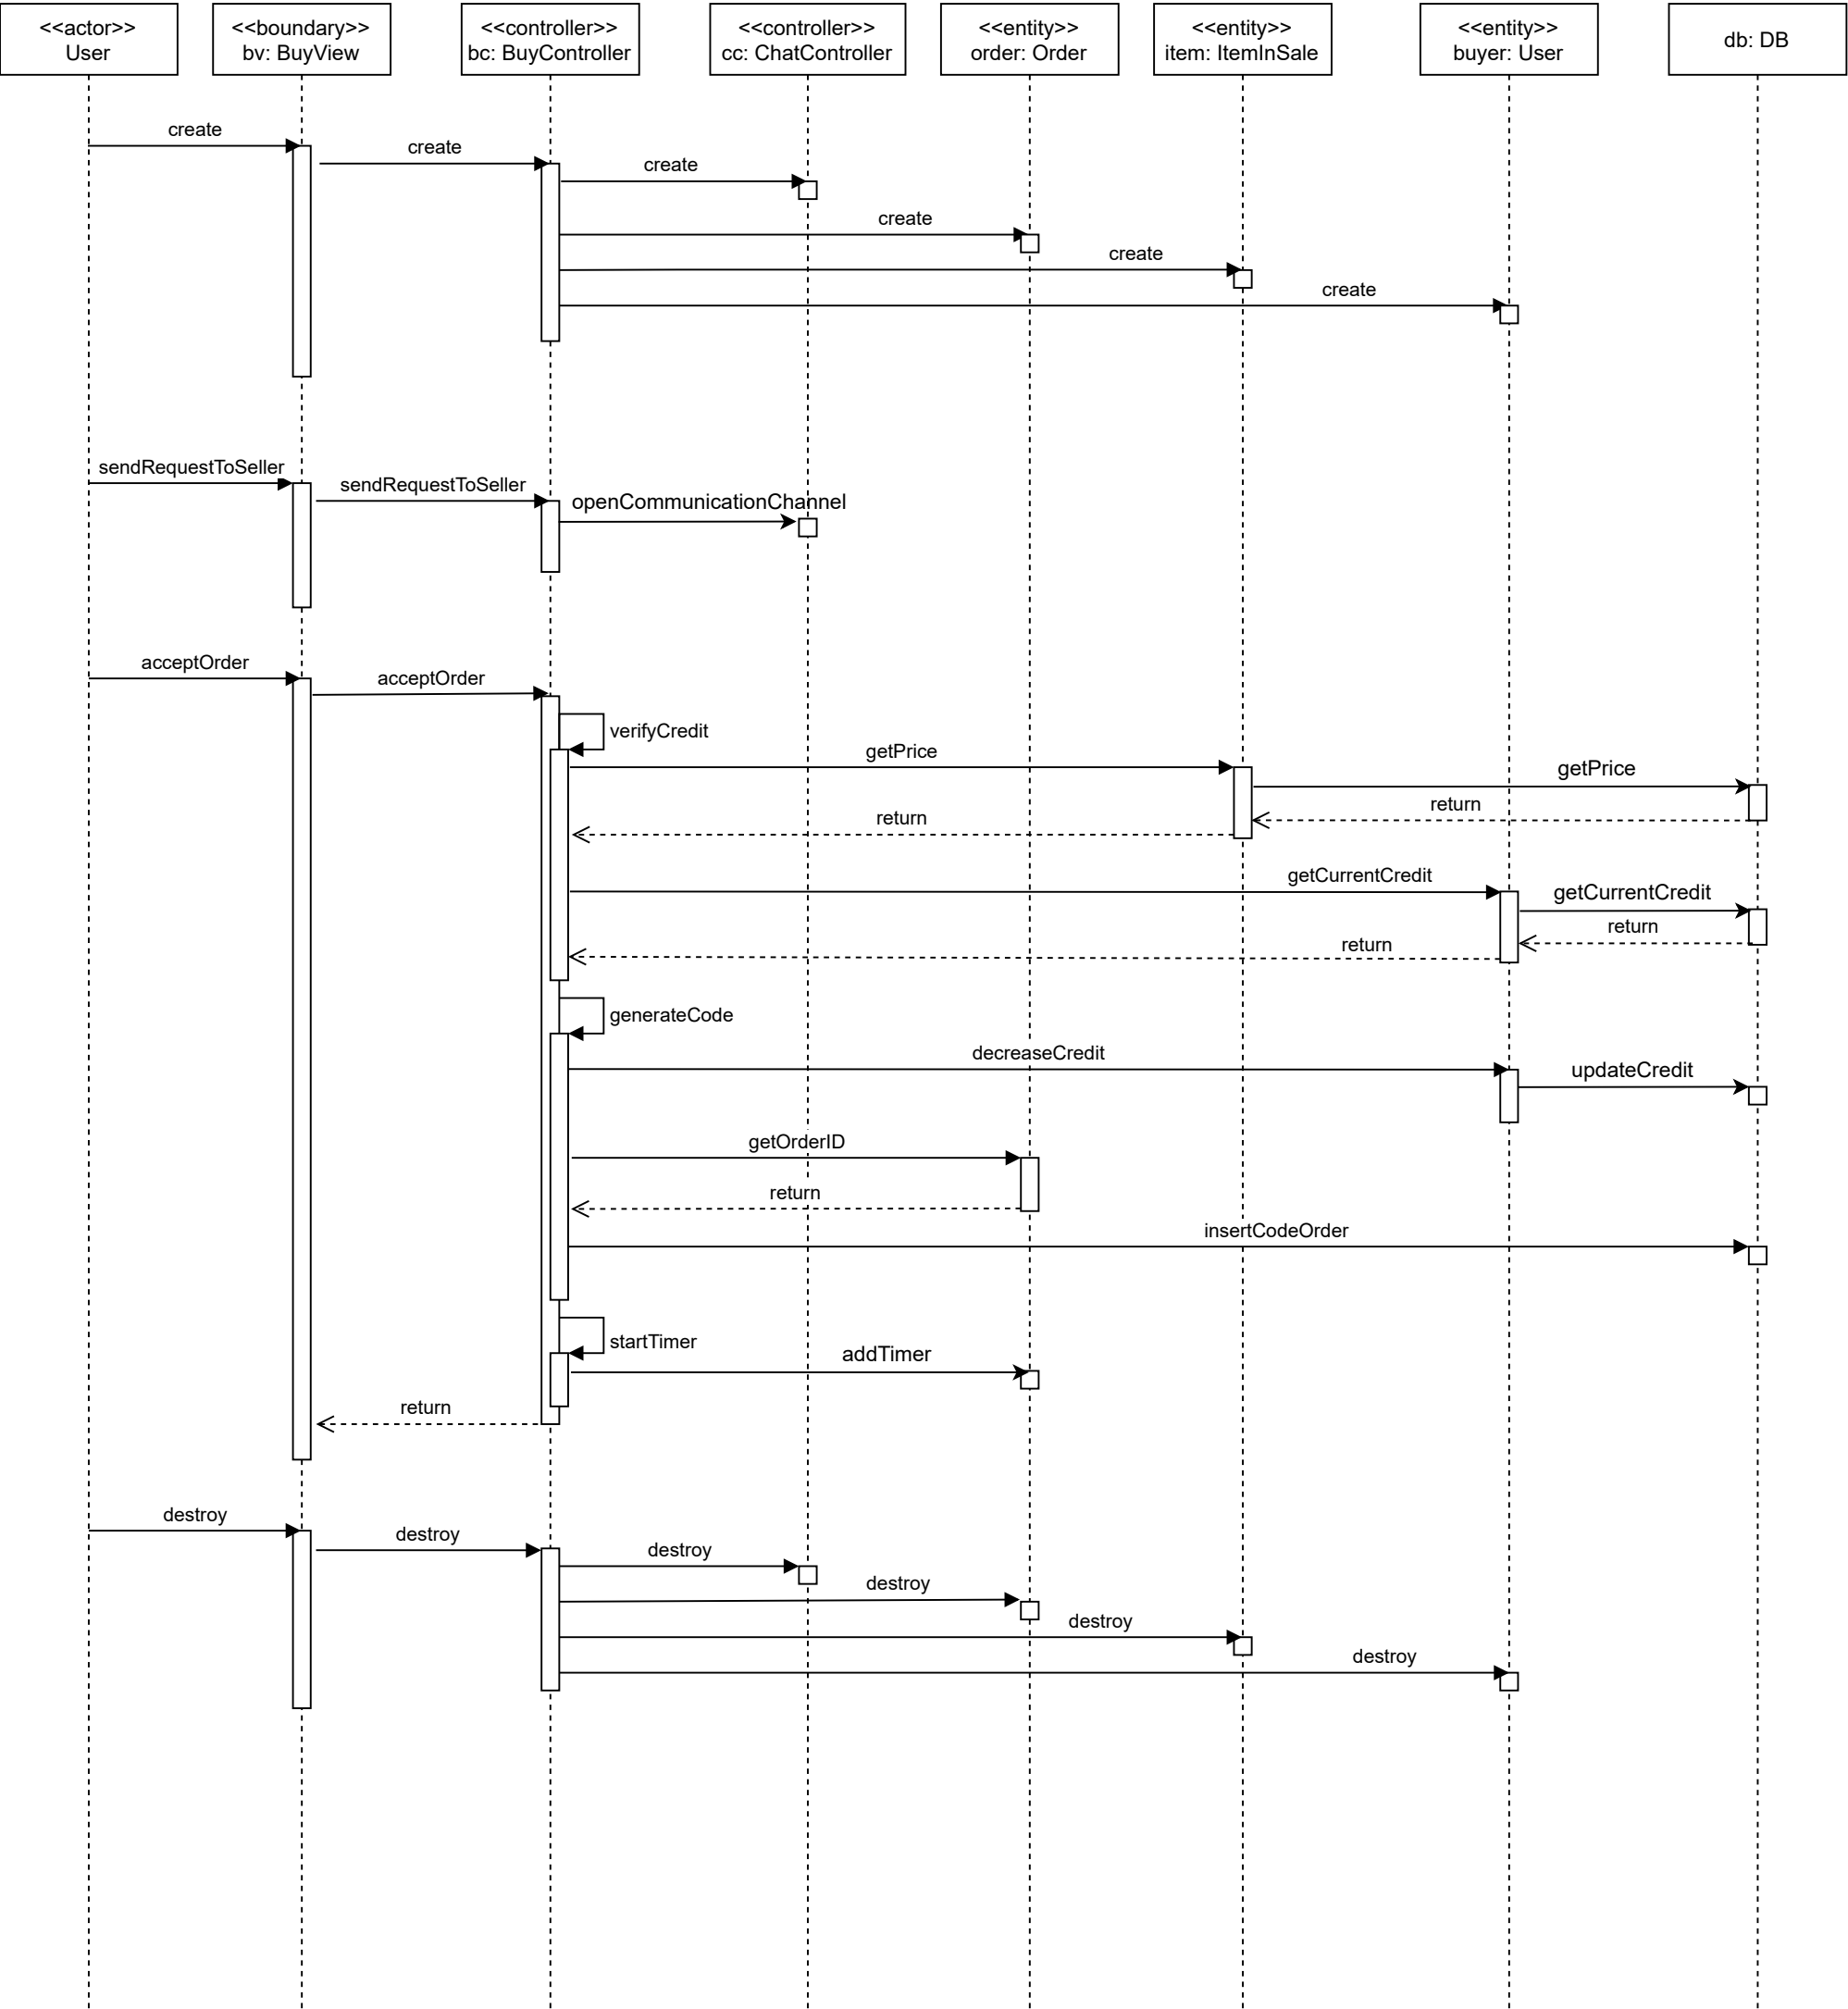 <<actor>>
User
<<boundary>>
bv: BuyView
<<controller>>
bc: BuyController
<<controller>>
cc: ChatController
<<entity>>
order: Order
<<entity>>
item: ItemInSale
<<entity>>
buyer: User
db: DB
create
create
create
create
create
create
sendRequestToSeller
sendRequestToSeller
openCommunicationChannel
acceptOrder
acceptOrder
verifyCredit
getPrice
getPrice
return
return
getCurrentCredit
getCurrentCredit
return
return
generateCode
decreaseCredit
updateCredit
getOrderID
return
insertCodeOrder
startTimer
addTimer
return
destroy
destroy
destroy
destroy
destroy
destroy